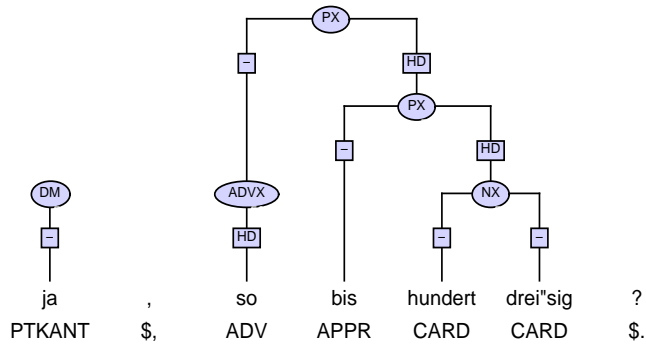 PX
– HD
PX
– HD
DM ADVX NX
– HD – –
ja , so bis hundert drei"sig ?
PTKANT $, ADV APPR CARD CARD $.